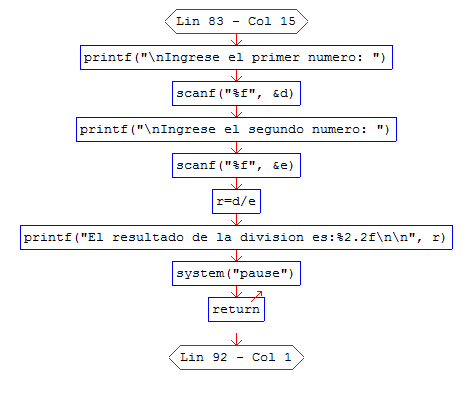 Lin 83 - Col 15
printf("\nIngrese el primer numero: ")
scanf("%f", &d)
printf("\nIngrese el segundo numero: ")
scanf("%f", &e)
r=d/e
printf("El resultado de la division es:%2.2f\n\n", r)
system("pause")
return
Lin 92 - Col 1